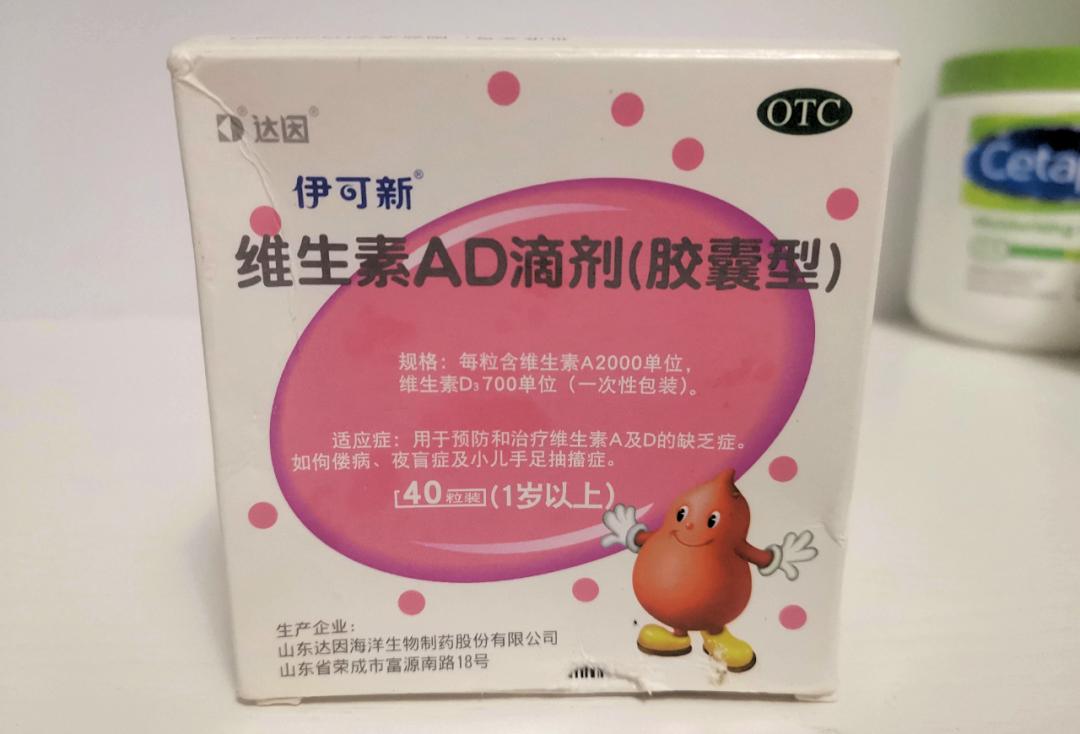 达因
OTC
伊可新
维生素AD滴剂(胶囊型)
规格：每粒含维生素A2000单位，
维生素D₃700单位（一次性包装）。
适应症：用于预防和治疗维生素A及D的缺乏症。
如佝偻病、夜盲症及小儿手足抽搐症。
40粒装(1岁以上)
生产企业：
山东达因海洋生物制药股份有限公司
山东省荣成市富源南路18号
Cetap